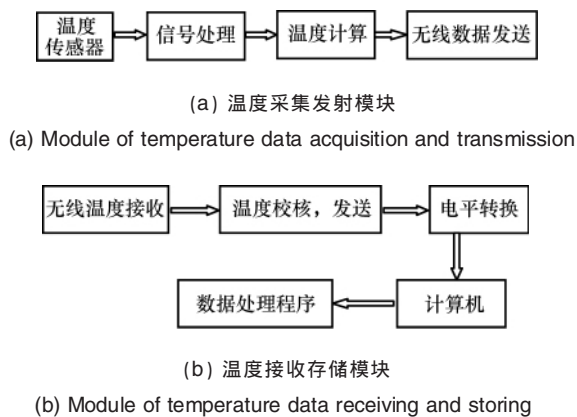 温度
传感器
信号处理
温度计算
无线数据发送
(a) 温度采集发射模块
(a) Module of temperature data acquisition and transmission
无线温度接收
温度校核，发送
电平转换
计算机
数据处理程序
(b) 温度接收存储模块
(b) Module of temperature data receiving and storing